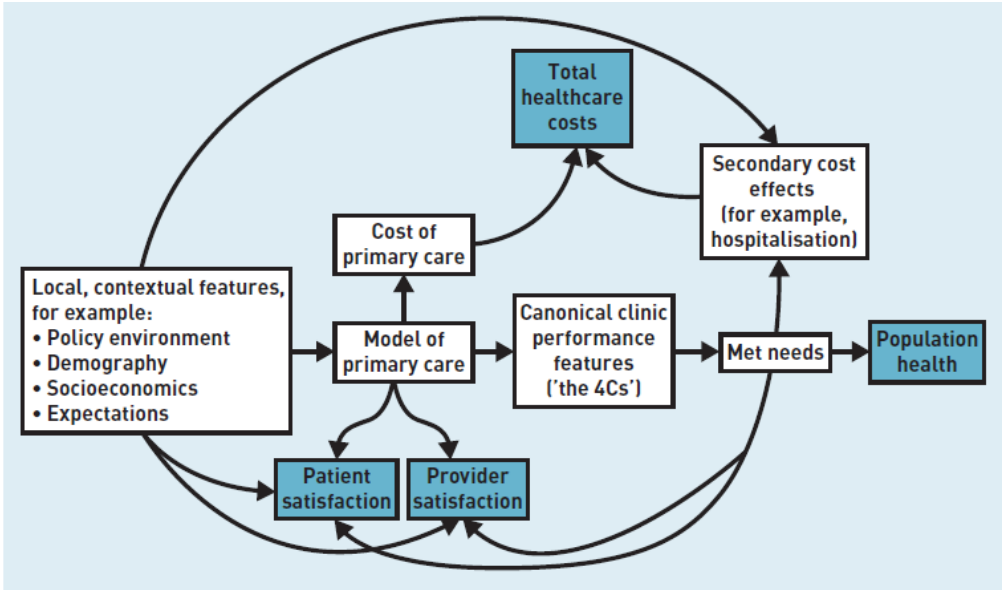 Total
healthcare
costs
Secondary cost
effects
(for example,
hospitalisation)
Cost of
primary care
Local, contextual features,
for example:
• Policy environment
• Demography
• Socioeconomics
• Expectations
Model of
primary care
Canonical clinic
performance
features
('the 4Cs')
Met needs
Population
health
Patient
satisfaction
Provider
satisfaction